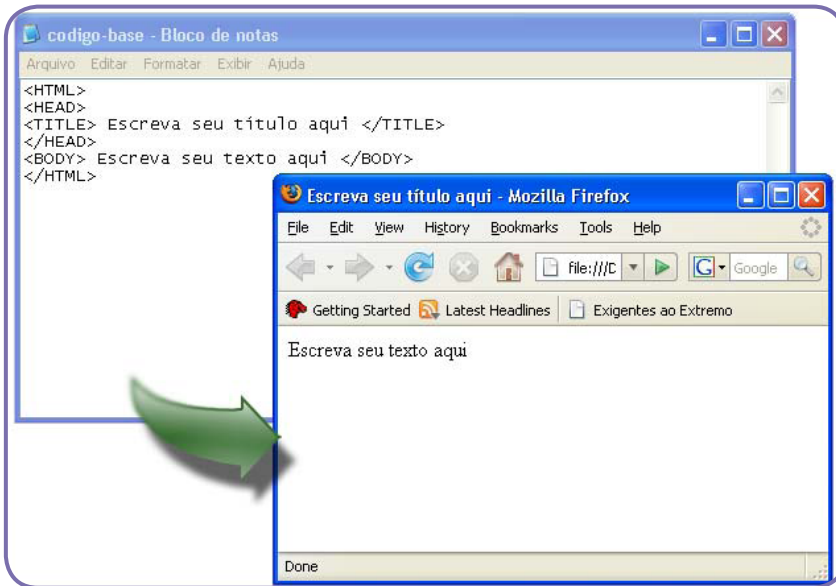 codigo-base - Bloco de notas
Arquivo Editar Formatar Exibir Ajuda
<HTML>
<HEAD>
<TITLE> Escreva seu título aqui </TITLE>
</HEAD>
<BODY> Escreva seu texto aqui </BODY>
</HTML>
Escreva seu título aqui - Mozilla Firefox
File Edit View History Bookmarks Tools Help
file:///C G Google
Getting Started Latest Headlines Exigentes ao Extremo
Escreva seu texto aqui
Done